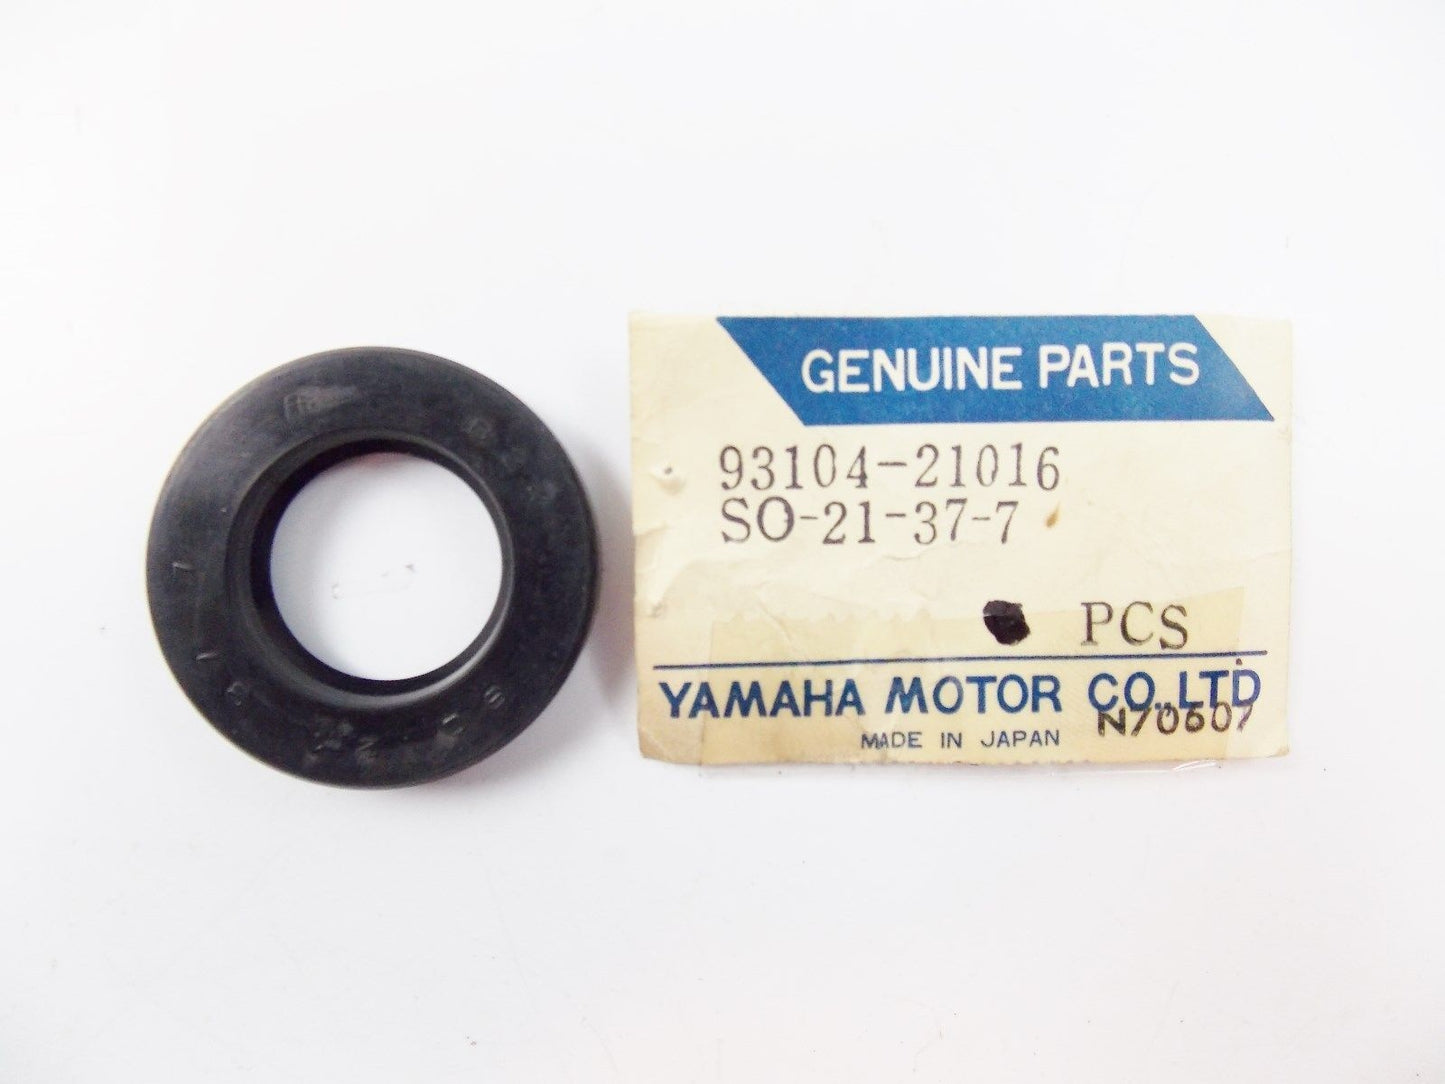 GENUINE PARTS
93104-21016
SO-21-37-7
PCS
YAMAHA MOTOR CO.,LTD
MADE IN JAPAN
N70607